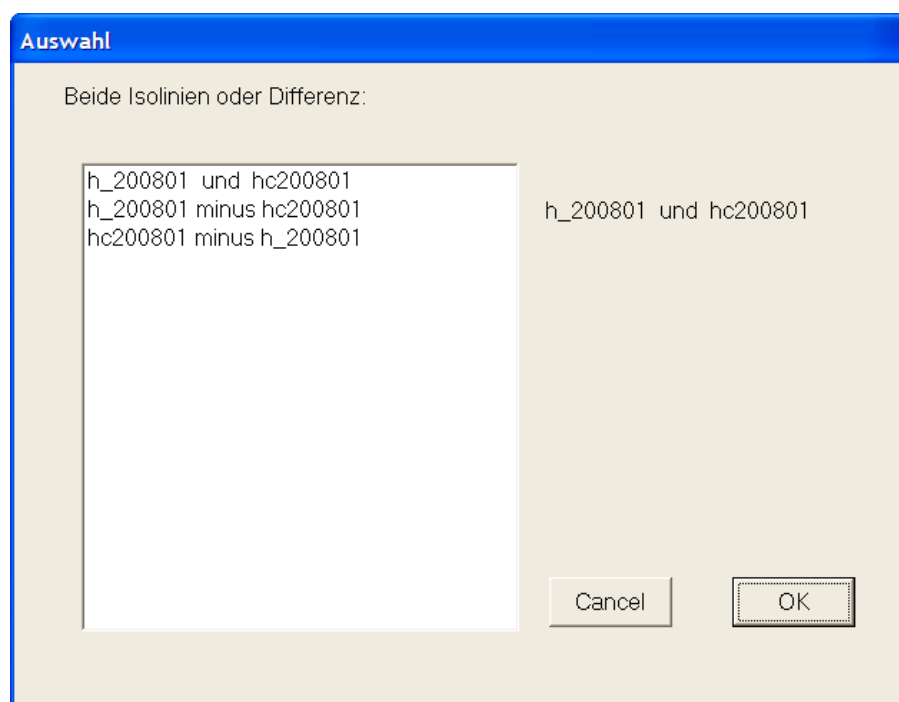 Auswahl
Beide Isolinien oder Differenz:
h_200801 und hc200801
h_200801 minus hc200801
hc200801 minus h_200801
h_200801 und hc200801
Cancel
OK